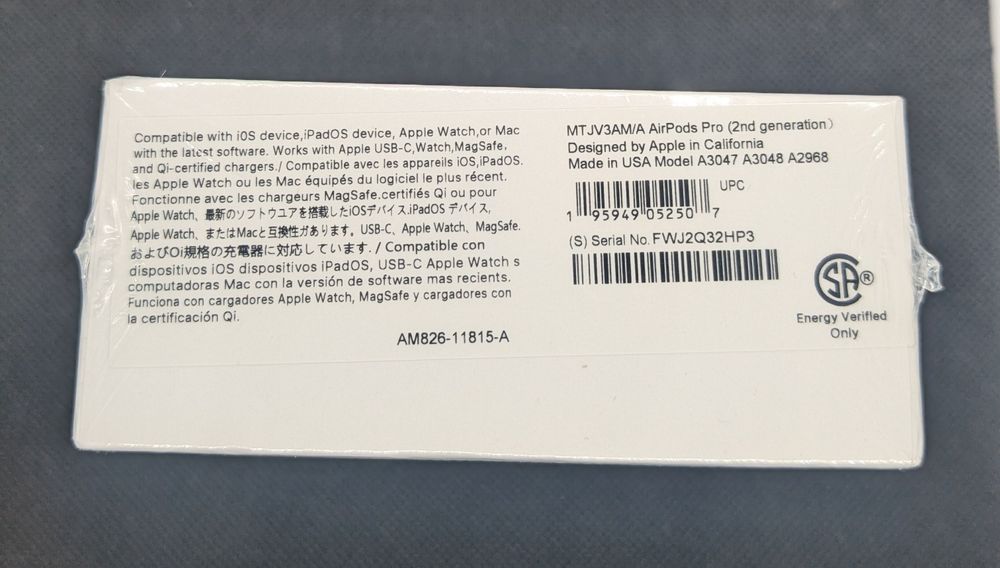 Compatible with iOS device,iPadOS device, Apple Watch,or Mac
with the latest software. Works with Apple USB-C,Watch,MagSafe,
and Qi-certified chargers./ Compatible avec les appareils iOS,iPadOS.
les Apple Watch ou les Mac équipés du logiciel le plus récent.
Fonctionne avec les chargeurs MagSafe.certifiés Qi ou pour
Apple Watch、最新のソフトウユアを搭載したiOSデバイス.iPadOS デバイス,
Apple Watch、またはMacと互換性があります。USB-C、Apple Watch、MagSafe.
およびOi規格の充電器に対応しています. / Compatible con
dispositivos iOS dispositivos iPadOS, USB-C Apple Watch s
computadoras Mac con la versión de software mas recients.
Funciona con cargadores Apple Watch, MagSafe y cargadores con
la certificación Qi.
AM826-11815-A
MTJV3AM/A AirPods Pro (2nd generation)
Designed by Apple in California
Made in USA Model A3047 A3048 A2968
UPC
1 95949 05250 7
(S) Serial No. FWJ2Q32HP3
SA®
Energy Verified
Only